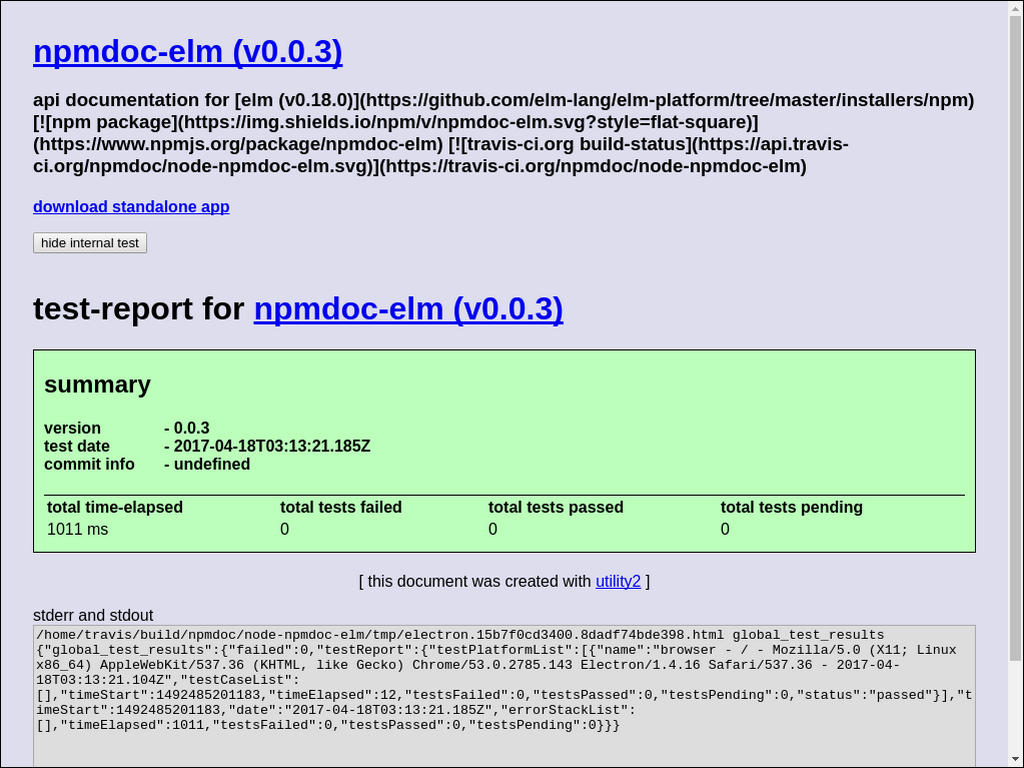 npmdoc-elm (v0.0.3)
api documentation for [elm (v0.18.0)](https://github.com/elm-lang/elm-platform/tree/master/installers/npm)
[![npm package](https://img.shields.io/npm/v/npmdoc-elm.svg?style=flat-square)]
(https://www.npmjs.org/package/npmdoc-elm) [![travis-ci.org build-status](https://api.travis-
ci.org/npmdoc/node-npmdoc-elm.svg)](https://travis-ci.org/npmdoc/node-npmdoc-elm)
download standalone app
hide internal test
test-report for npmdoc-elm (v0.0.3)
summary
version - 0.0.3
test date - 2017-04-18T03:13:21.185Z
commit info - undefined
total time-elapsed total tests failed total tests passed total tests pending
1011 ms 0 0 0
[ this document was created with utility2 ]
stderr and stdout
/home/travis/build/npmdoc/node-npmdoc-elm/tmp/electron.15b7f0cd3400.8dadf74bde398.html global_test_results
{"global_test_results":{"failed":0,"testReport":{"testPlatformList":[{"name":"browser - / - Mozilla/5.0 (X11; Linux
x86_64) AppleWebKit/537.36 (KHTML, like Gecko) Chrome/53.0.2785.143 Electron/1.4.16 Safari/537.36 - 2017-04-
18T03:13:21.104Z","testCaseList":
[],"timeStart":1492485201183,"timeElapsed":12,"testsFailed":0,"testsPassed":0,"testsPending":0,"status":"passed"}],"t
imeStart":1492485201183,"date":"2017-04-18T03:13:21.185Z","errorStackList":
[],"timeElapsed":1011,"testsFailed":0,"testsPassed":0,"testsPending":0}}}